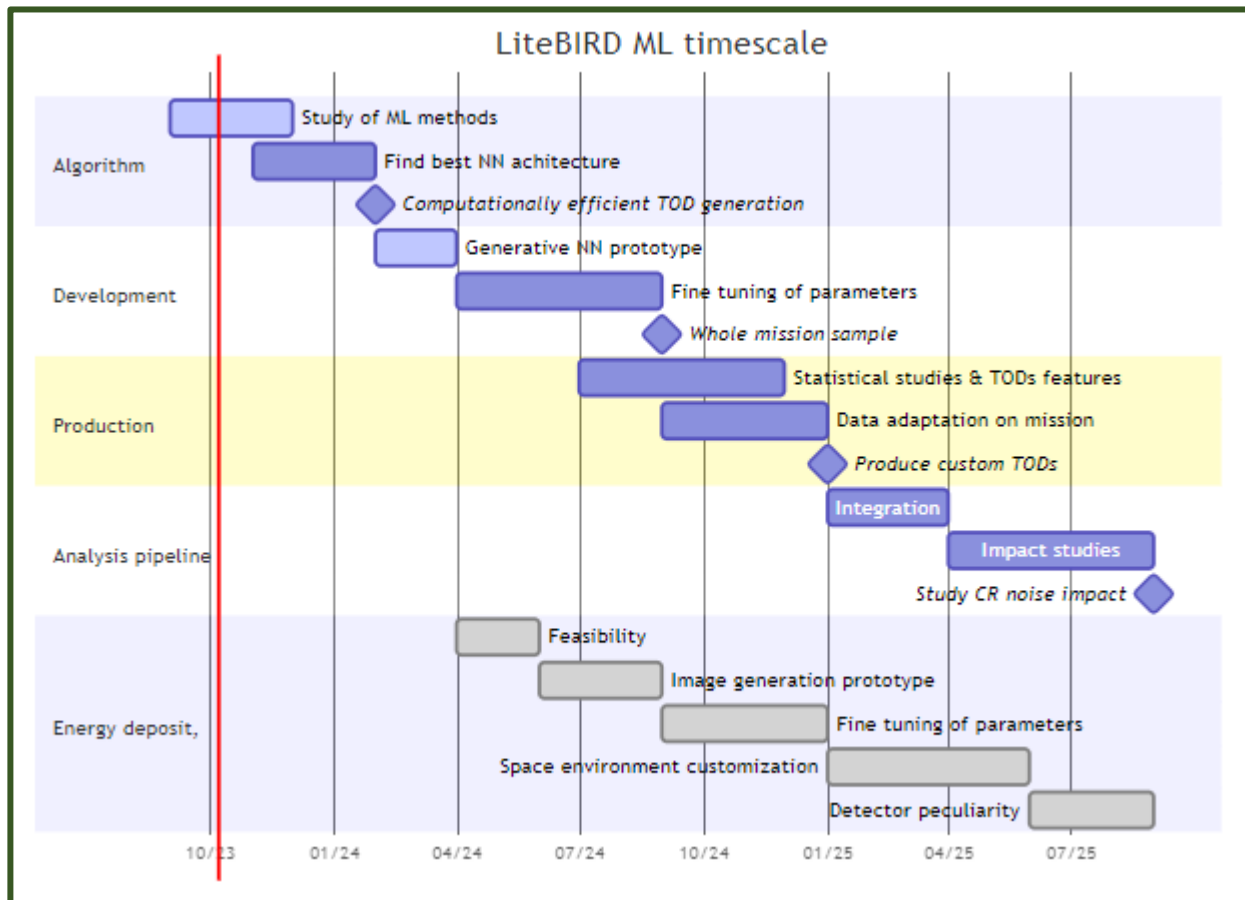 LiteBIRD ML timescale
Algorithm
Study of ML methods
Find best NN achitecture
Computationally efficient TOD generation
Development
Generative NN prototype
Fine tuning of parameters
Whole mission sample
Production
Statistical studies & TODs features
Data adaptation on mission
Produce custom TODs
Analysis pipeline
Integration
Impact studies
Study CR noise impact
Energy deposit,
Feasibility
Image generation prototype
Fine tuning of parameters
Space environment customization
Detector peculiarity
10/23 01/24 04/24 07/24 10/24 01/25 04/25 07/25